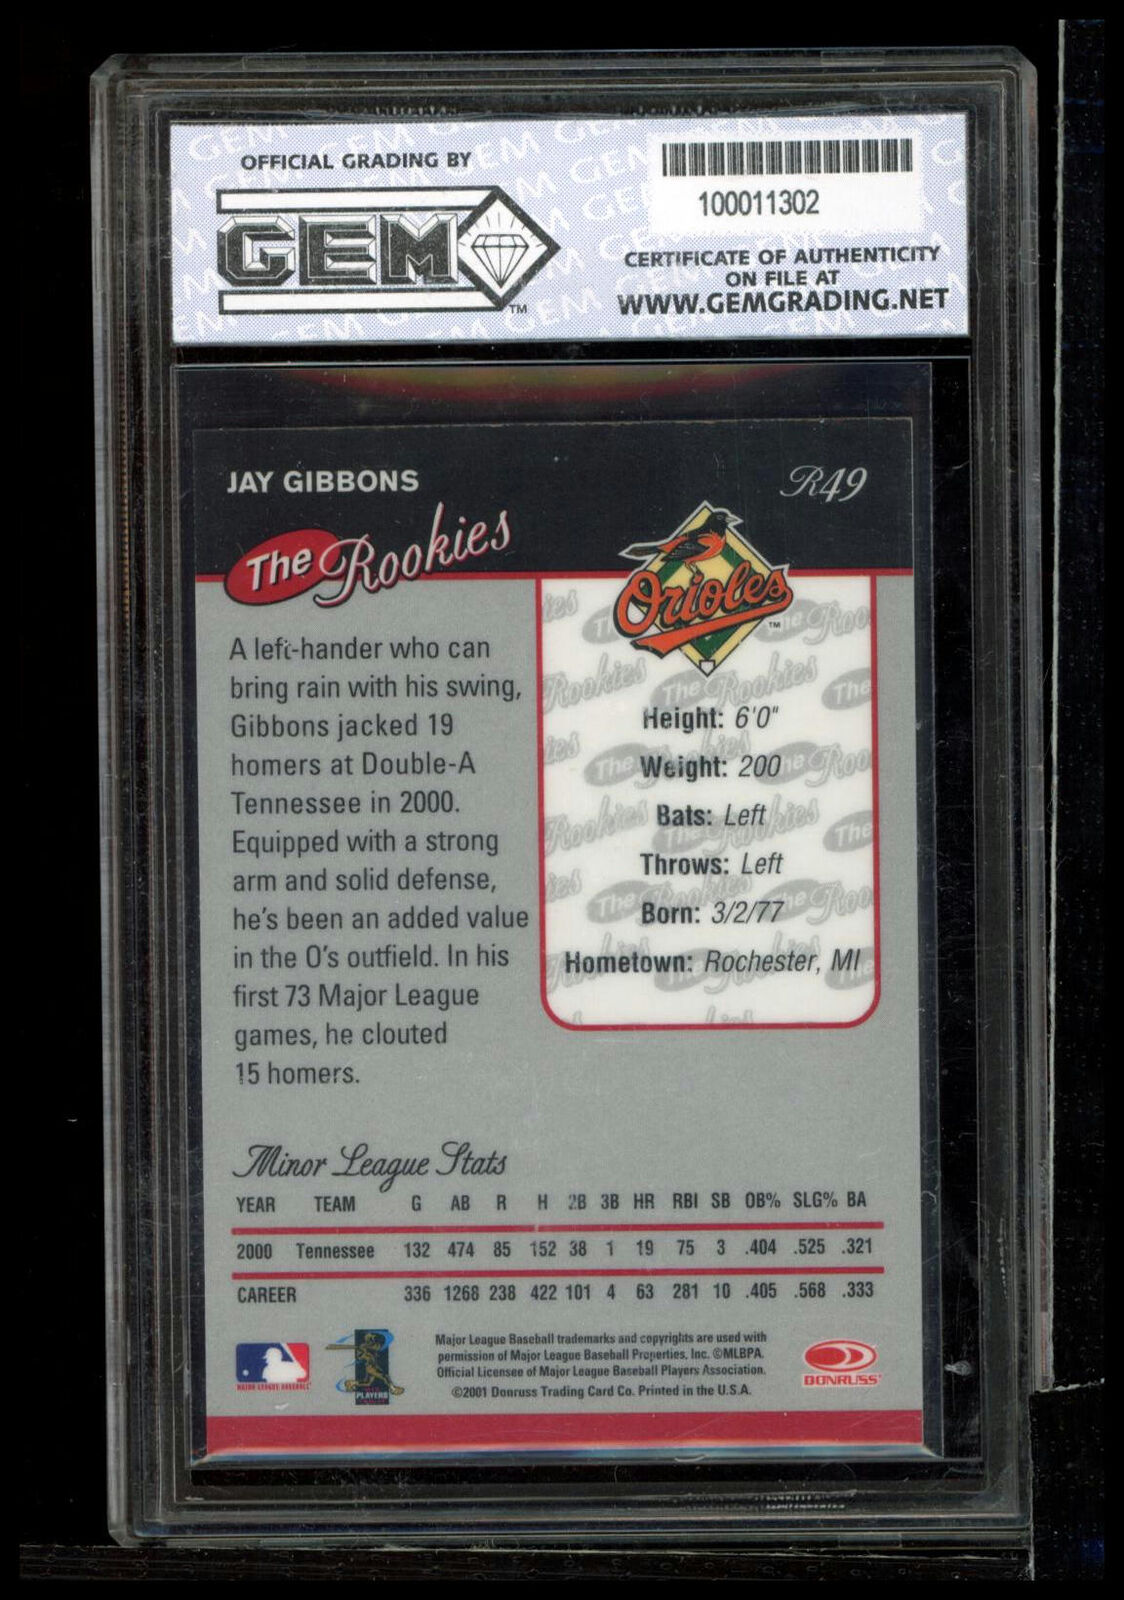 OFFICIAL GRADING BY
GEM
TM
100011302
CERTIFICATE OF AUTHENTICITY
ON FILE AT
WWW.GEMGRADING.NET
JAY GIBBONS
R49
The Rookies
Orioles
TM
A left-hander who can
bring rain with his swing,
Gibbons jacked 19
homers at Double-A
Tennessee in 2000.
Equipped with a strong
arm and solid defense,
he's been an added value
in the O's outfield. In his
first 73 Major League
games, he clouted
15 homers.
Height: 6'0"
Weight: 200
Bats: Left
Throws: Left
Born: 3/2/77
Hometown: Rochester, MI
Minor League Stats
YEAR TEAM G AB R H 2B 3B HR RBI SB OB% SLG% BA
2000 Tennessee 132 474 85 152 38 1 19 75 3 .404 .525 .321
CAREER 336 1268 238 422 101 4 63 281 10 .405 .568 .333
MAJOR LEAGUE BASEBALL
PLAYERS
Major League Baseball trademarks and copyrights are used with
permission of Major League Baseball Properties, Inc. ©MLBPA.
Official Licensee of Major League Baseball Players Association.
©2001 Donruss Trading Card Co. Printed in the U.S.A.
DONRUSS